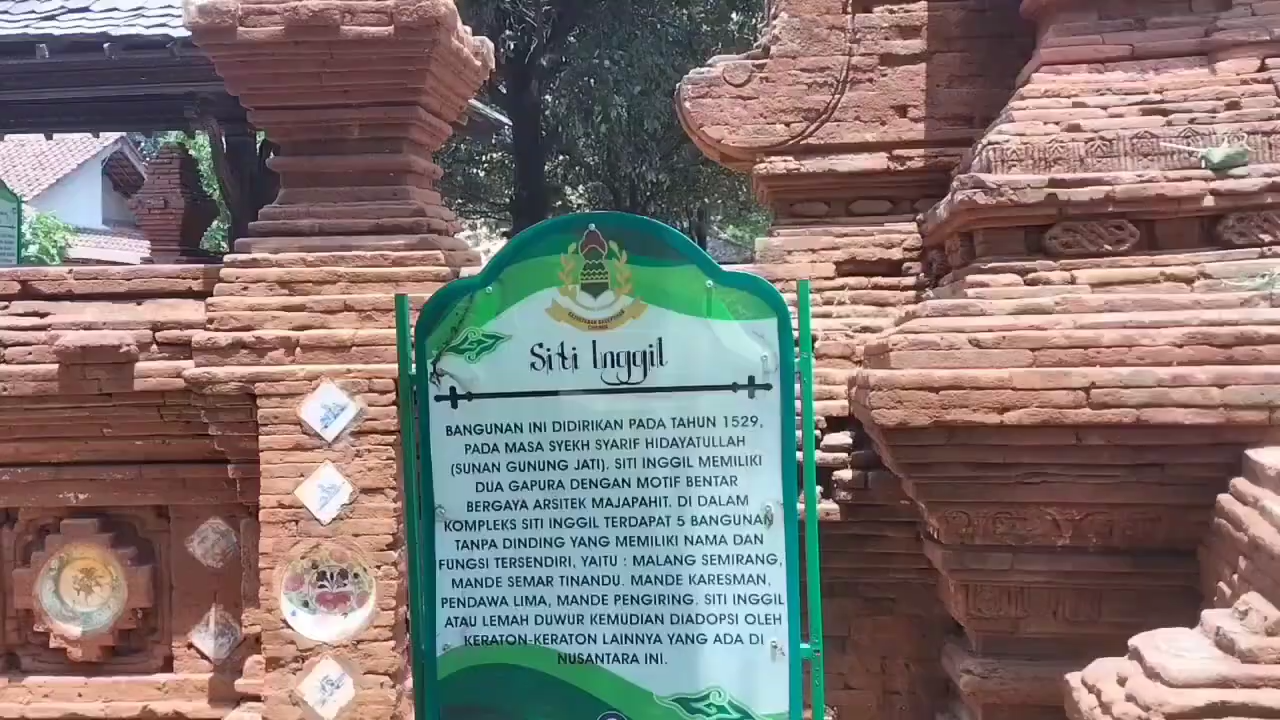 Siti Inggil
BANGUNAN INI DIDIRIKAN PADA TAHUN 1529,
PADA MASA SYEKH SYARIF HIDAYATULLAH
(SUNAN GUNUNG JATI). SITI INGGIL MEMILIKI
DUA GAPURA DENGAN MOTIF BENTAR
BERGAYA ARSITEK MAJAPAHIT. DI DALAM
KOMPLEKS SITI INGGIL TERDAPAT 5 BANGUNAN
TANPA DINDING YANG MEMILIKI NAMA DAN
FUNGSI TERSENDIRI, YAITU : MALANG SEMIRANG,
MANDE SEMAR TINANDU. MANDE KARESMAN,
PENDAWA LIMA, MANDE PENGIRING. SITI INGGIL
ATAU LEMAH DUWUR KEMUDIAN DIADOPSI OLEH
KERATON-KERATON LAINNYA YANG ADA DI
NUSANTARA INI.